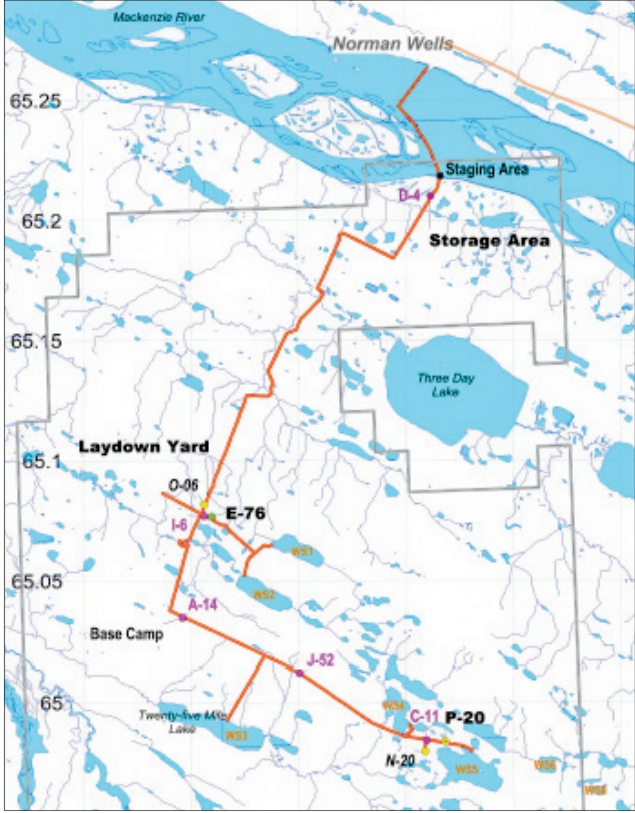 Mackenzie River
Norman Wells
65.25
Staging Area
D-4
65.2
Storage Area
65.15
Three Day
Lake
Laydown Yard
65.1
O-06
E-76
I-6
WS1
65.05
WS2
A-14
Base Camp
J-52
65
WS4
Twenty-five Mile
Lake
C-11
P-20
WS3
N-20
WS5
WS6
WS8